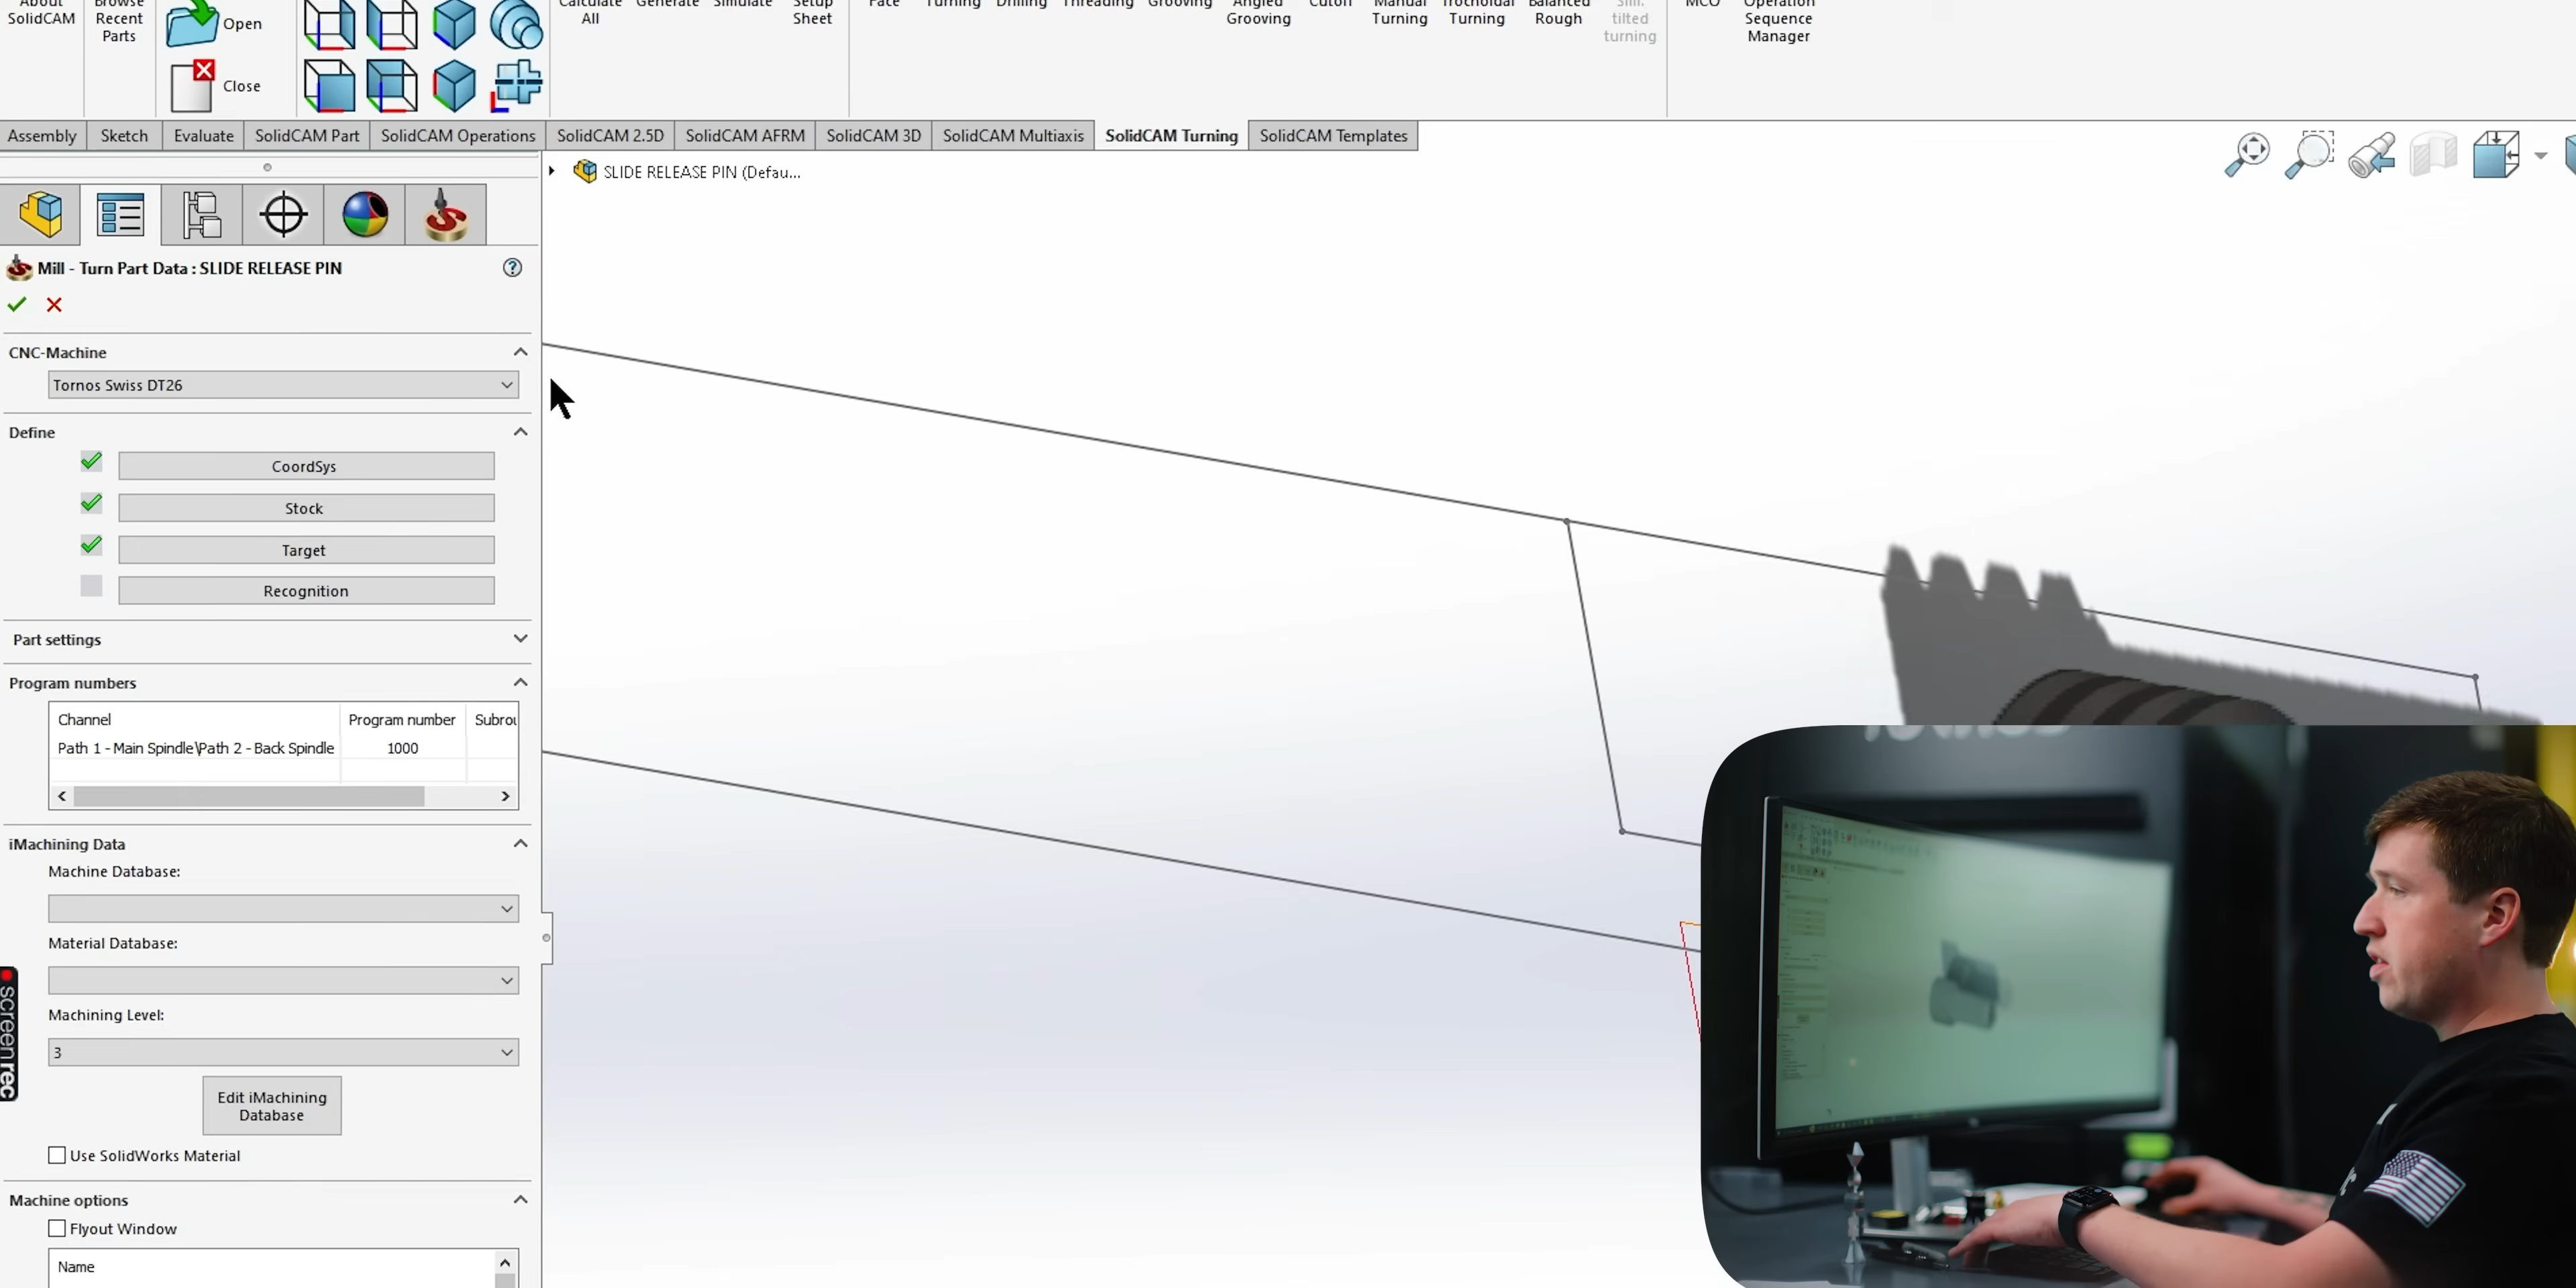 About
SolidCAM
Browse
Recent
Parts
Open
Close
Calculate
All
Generate
Simulate
Setup
Sheet
Face
Turning
Drilling
Threading
Grooving
Angled
Grooving
Cutoff
Manual
Turning
Trochoidal
Turning
Balanced
Rough
Sim.
tilted
turning
MCO
Operation
Sequence
Manager
Assembly
Sketch
Evaluate
SolidCAM Part
SolidCAM Operations
SolidCAM 2.5D
SolidCAM AFRM
SolidCAM 3D
SolidCAM Multiaxis
SolidCAM Turning
SolidCAM Templates
SLIDE RELEASE PIN (Defau...
Mill - Turn Part Data : SLIDE RELEASE PIN
CNC-Machine
Tornos Swiss DT26
Define
CoordSys
Stock
Target
Recognition
Part settings
Program numbers
Channel Program number Subrou
Path 1 - Main Spindle\Path 2 - Back Spindle 1000
iMachining Data
Machine Database:
Material Database:
Machining Level:
3
Edit iMachining
Database
Use SolidWorks Material
Machine options
Flyout Window
Name
screenrec